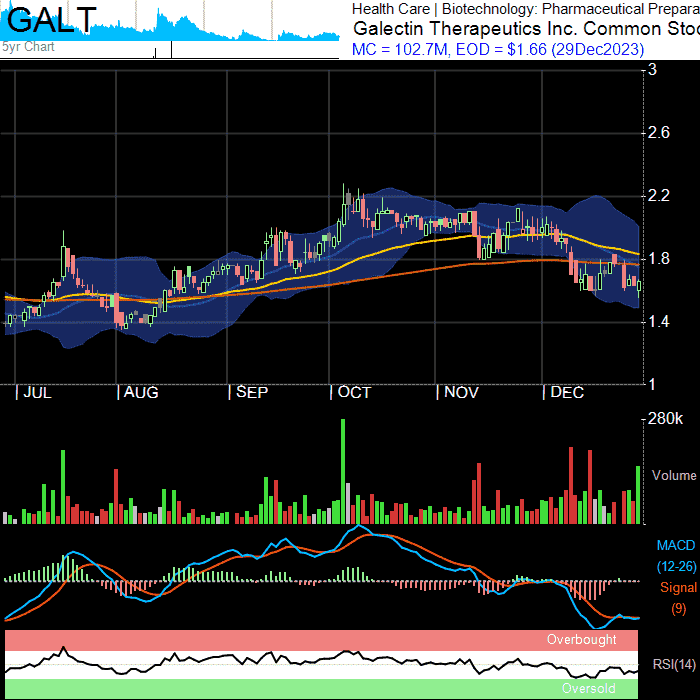 GALT
5yr Chart
Health Care | Biotechnology: Pharmaceutical Prepara
Galectin Therapeutics Inc. Common Stoc
MC = 102.7M, EOD = $1.66 (29Dec2023)
3
2.6
2.2
1.8
1.4
1
| JUL | AUG | SEP | OCT | NOV | DEC
280k
Volume
MACD
(12-26)
Signal
(9)
Overbought
RSI(14)
Oversold